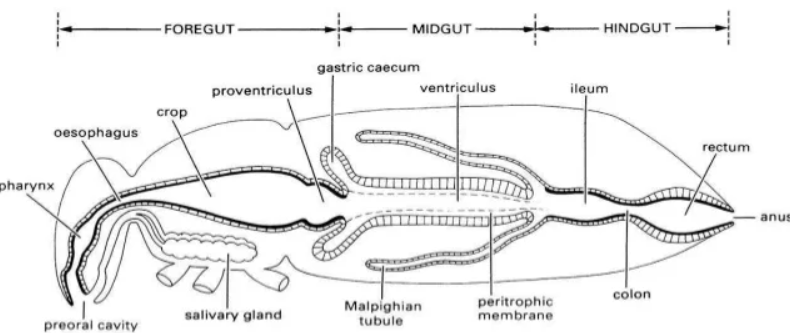 FOREGUT MIDGUT HINDGUT
gastric caecum
proventriculus ventriculus ileum
crop
oesophagus rectum
pharynx
anus
salivary gland Malpighian tubule peritrophic membrane colon
preoral cavity